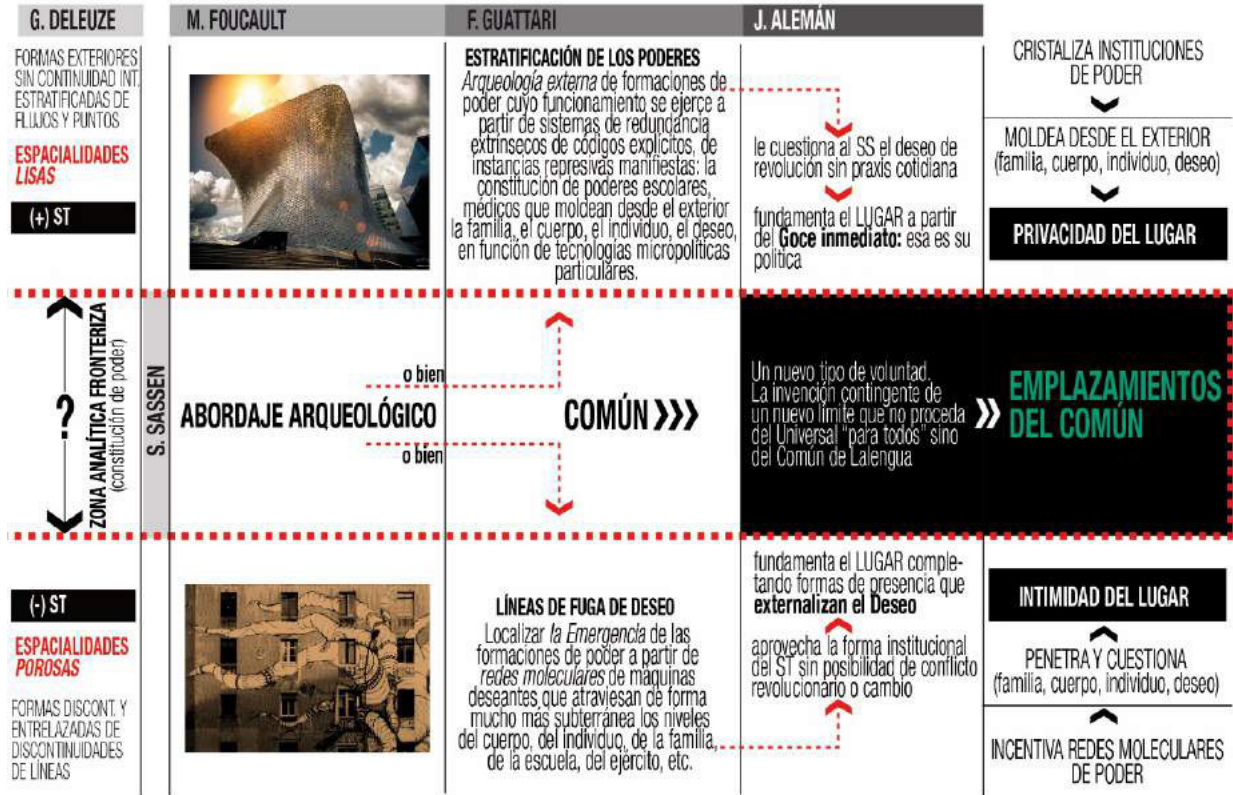 G. DELEUZE
M. FOUCAULT
F. GUATTARI
J. ALEMÁN
FORMAS EXTERIORES
SIN CONTINUIDAD INT.
ESTRATIFICADAS DE
FLUJOS Y PUNTOS
ESPACIALIDADES
LISAS
(+) ST
ESTRATIFICACIÓN DE LOS PODERES
Arqueología externa de formaciones de
poder cuyo funcionamiento se ejerce a
partir de sistemas de redundancia
extrínsecos de códigos explícitos, de
instancias represivas manifiestas: la
constitución de poderes escolares,
médicos que moldean desde el exterior
la familia, el cuerpo, el individuo, el deseo,
en función de tecnologías micropolíticas
particulares.
le cuestiona al SS el deseo de
revolución sin praxis cotidiana
fundamenta el LUGAR a partir
del Goce inmediato: esa es su
política
CRISTALIZA INSTITUCIONES
DE PODER
MOLDEA DESDE EL EXTERIOR
(familia, cuerpo, individuo, deseo)
PRIVACIDAD DEL LUGAR
?
ZONA ANALÍTICA FRONTERIZA
(constitución de poder)
S. SASSEN
o bien
ABORDAJE ARQUEOLÓGICO
o bien
COMÚN >>>
Un nuevo tipo de voluntad.
La invención contingente de
un nuevo límite que no proceda
del Universal "para todos" sino
del Común de Lalengua
»
EMPLAZAMIENTOS
DEL COMÚN
(-) ST
ESPACIALIDADES
POROSAS
FORMAS DISCONT. Y
ENTRELAZADAS DE
DISCONTINUIDADES
DE LÍNEAS
LÍNEAS DE FUGA DE DESEO
Localizar la Emergencia de las
formaciones de poder a partir de
redes moleculares de máquinas
deseantes que atraviesan de forma
mucho más subterránea los niveles
del cuerpo, del individuo, de la familia,
de la escuela, del ejército, etc.
fundamenta el LUGAR comple-
tando formas de presencia que
externalizan el Deseo
aprovecha la forma institucional
del ST sin posibilidad de conflicto
revolucionario o cambio
INTIMIDAD DEL LUGAR
PENETRA Y CUESTIONA
(familia, cuerpo, individuo, deseo)
INCENTIVA REDES MOLECULARES
DE PODER